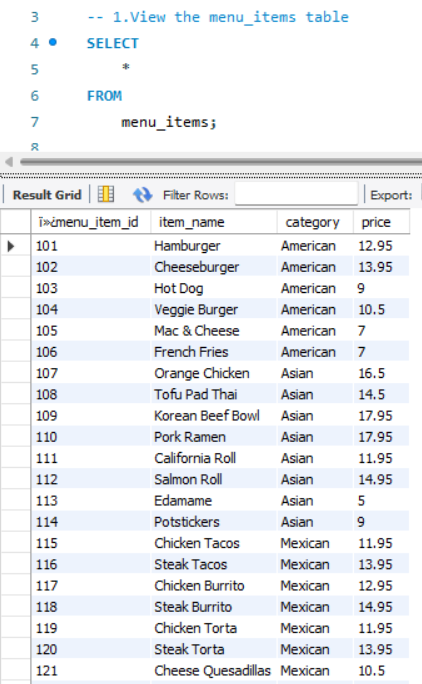 3 -- 1.View the menu_items table
4 SELECT
5 *
6 FROM
7 menu_items;
8
Result Grid Filter Rows: Export:
ï»¿menu_item_id item_name category price
101 Hamburger American 12.95
102 Cheeseburger American 13.95
103 Hot Dog American 9
104 Veggie Burger American 10.5
105 Mac & Cheese American 7
106 French Fries American 7
107 Orange Chicken Asian 16.5
108 Tofu Pad Thai Asian 14.5
109 Korean Beef Bowl Asian 17.95
110 Pork Ramen Asian 17.95
111 California Roll Asian 11.95
112 Salmon Roll Asian 14.95
113 Edamame Asian 5
114 Potstickers Asian 9
115 Chicken Tacos Mexican 11.95
116 Steak Tacos Mexican 13.95
117 Chicken Burrito Mexican 12.95
118 Steak Burrito Mexican 14.95
119 Chicken Torta Mexican 11.95
120 Steak Torta Mexican 13.95
121 Cheese Quesadillas Mexican 10.5